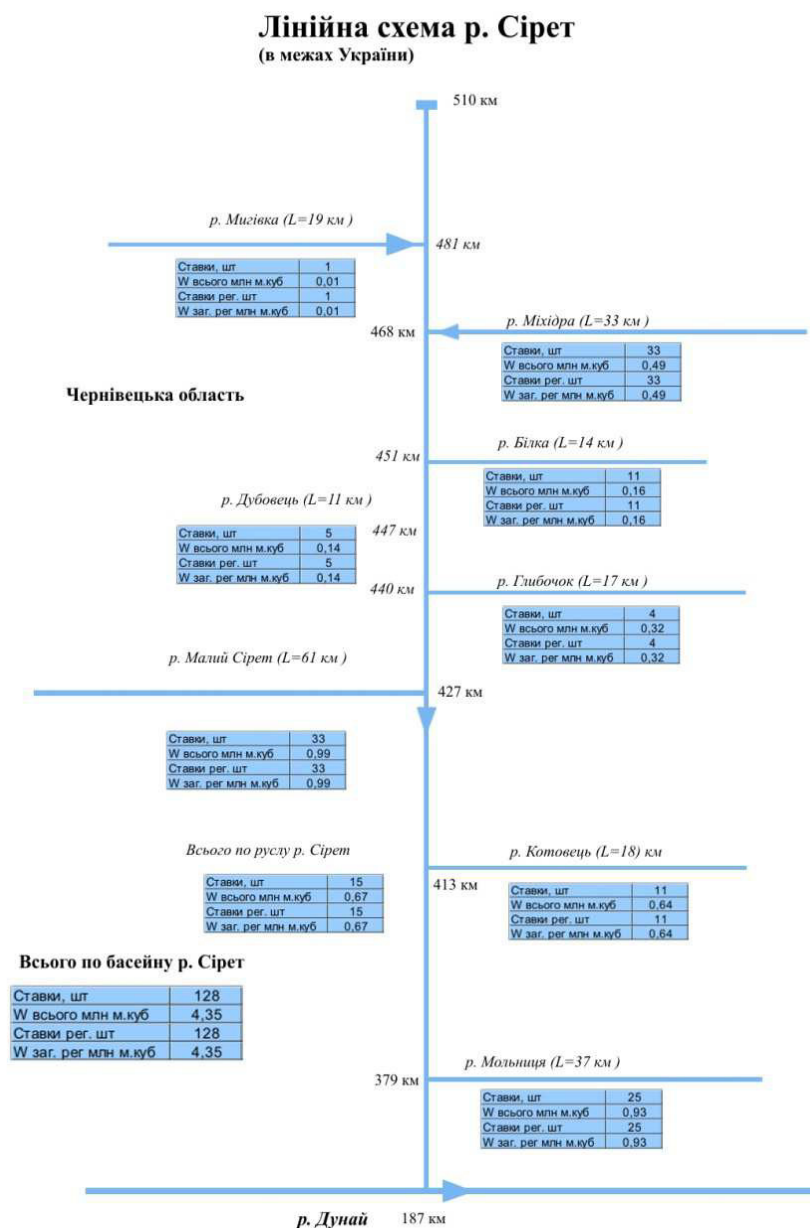 Лінійна схема р. Сірет
(в межах України)
510 км
р. Мигівка (L=19 км )
481 км
Ставки, шт 1
W всього млн м.куб 0,01
Ставки рег. шт 1
W заг. рег млн м.куб 0,01
р. Міхідра (L=33 км )
468 км
Ставки, шт 33
W всього млн м.куб 0,49
Ставки рег. шт 33
W заг. рег млн м.куб 0,49
Чернівецька область
р. Білка (L=14 км )
451 км
Ставки, шт 11
W всього млн м.куб 0,16
Ставки рег. шт 11
W заг. рег млн м.куб 0,16
р. Дубовець (L=11 км )
447 км
Ставки, шт 5
W всього млн м.куб 0,14
Ставки рег. шт 5
W заг. рег млн м.куб 0,14
р. Глибочок (L=17 км )
440 км
Ставки, шт 4
W всього млн м.куб 0,32
Ставки рег. шт 4
W заг. рег млн м.куб 0,32
р. Малий Сірет (L=61 км )
427 км
Ставки, шт 33
W всього млн м.куб 0,99
Ставки рег. шт 33
W заг. рег млн м.куб 0,99
Всього по руслу р. Сірет
Ставки, шт 15
W всього млн м.куб 0,67
Ставки рег. шт 15
W заг. рег млн м.куб 0,67
р. Котовець (L=18) км
413 км
Ставки, шт 11
W всього млн м.куб 0,64
Ставки рег. шт 11
W заг. рег млн м.куб 0,64
Всього по басейну р. Сірет
Ставки, шт 128
W всього млн м.куб 4,35
Ставки рег. шт 128
W заг. рег млн м.куб 4,35
р. Мольниця (L=37 км )
379 км
Ставки, шт 25
W всього млн м.куб 0,93
Ставки рег. шт 25
W заг. рег млн м.куб 0,93
р. Дунай 187 км